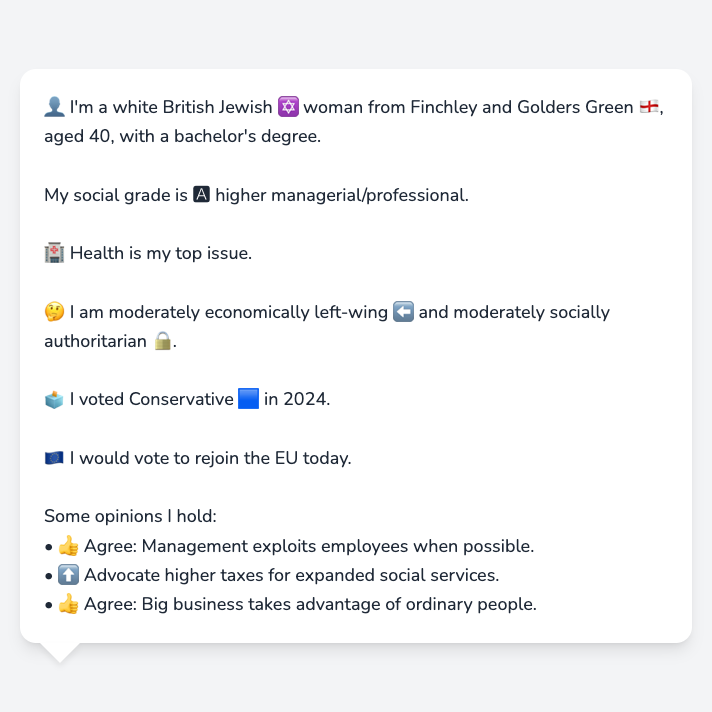 👤 I'm a white British Jewish ✡️ woman from Finchley and Golders Green 🏴󠁧󠁢󠁥󠁮󠁧󠁿,
aged 40, with a bachelor's degree.
My social grade is 🅰 higher managerial/professional.
🏥 Health is my top issue.
🤔 I am moderately economically left-wing ⬅️ and moderately socially
authoritarian 🔒.
🗳️ I voted Conservative 🟦 in 2024.
🇪🇺 I would vote to rejoin the EU today.
Some opinions I hold:
• 👍 Agree: Management exploits employees when possible.
• ⬆️ Advocate higher taxes for expanded social services.
• 👍 Agree: Big business takes advantage of ordinary people.